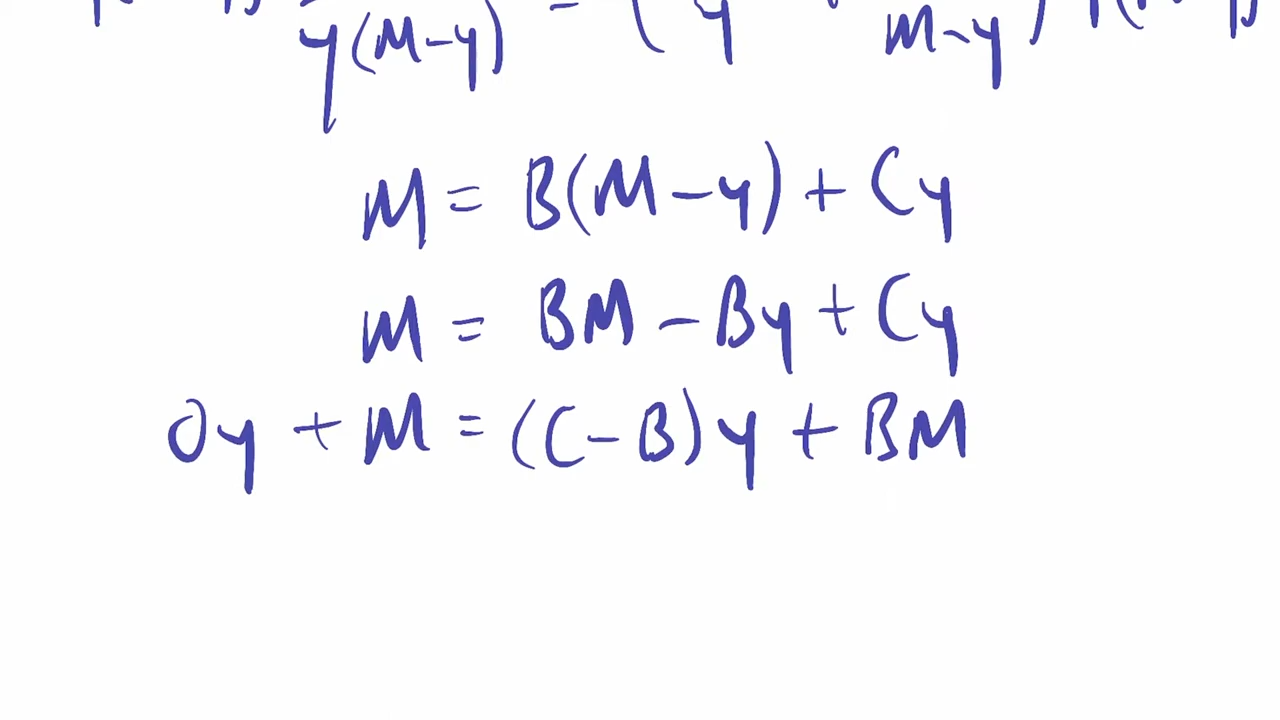 y(M-y) = ( y m-y )
M = B(M-y) + Cy
M = BM - By + Cy
0y + M = (C-B)y + BM